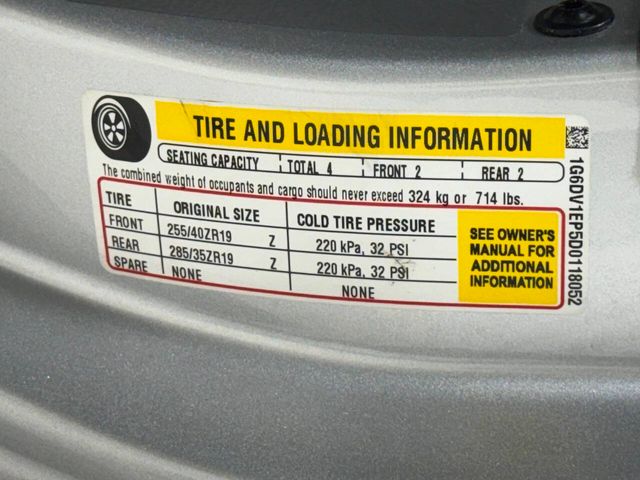 TIRE AND LOADING INFORMATION
SEATING CAPACITY TOTAL 4 FRONT 2 REAR 2
The combined weight of occupants and cargo should never exceed 324 kg or 714 lbs.
TIRE ORIGINAL SIZE COLD TIRE PRESSURE
FRONT 255/40ZR19 Z 220 kPa, 32 PSI
REAR 285/35ZR19 Z 220 kPa, 32 PSI
SPARE NONE NONE
SEE OWNER'S
MANUAL FOR
ADDITIONAL
INFORMATION
1G6DV1EP5D0118052